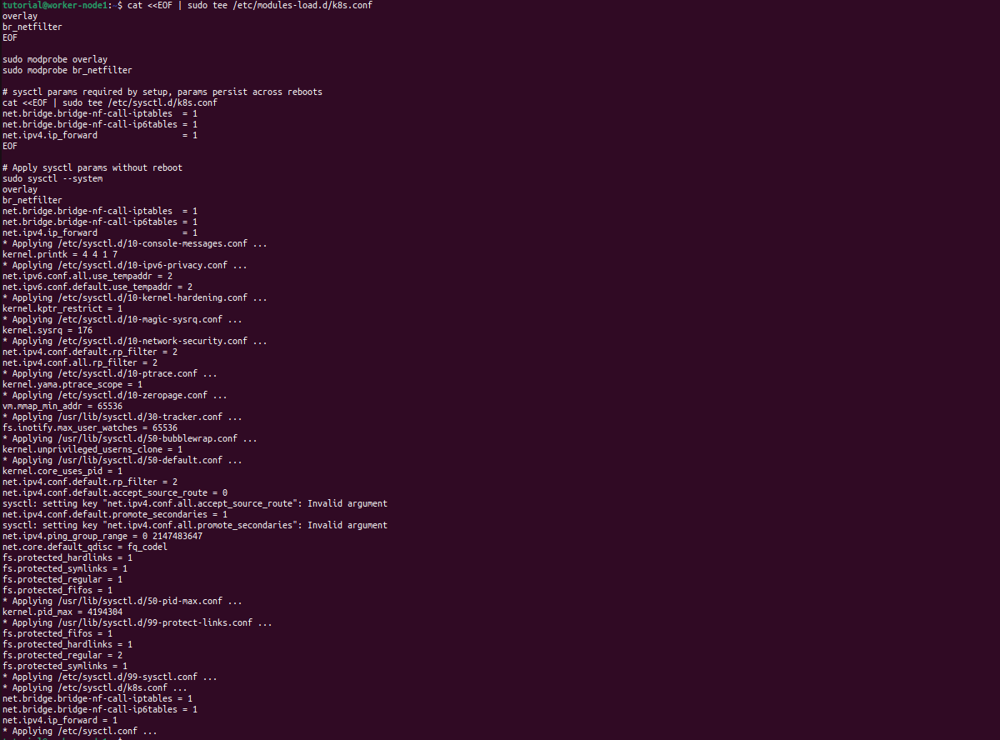 tutorial@worker-node1:~$ cat <<EOF | sudo tee /etc/modules-load.d/k8s.conf
overlay
br_netfilter
EOF

sudo modprobe overlay
sudo modprobe br_netfilter

# sysctl params required by setup, params persist across reboots
cat <<EOF | sudo tee /etc/sysctl.d/k8s.conf
net.bridge.bridge-nf-call-iptables  = 1
net.bridge.bridge-nf-call-ip6tables = 1
net.ipv4.ip_forward                 = 1
EOF

# Apply sysctl params without reboot
sudo sysctl --system
overlay
br_netfilter
net.bridge.bridge-nf-call-iptables  = 1
net.bridge.bridge-nf-call-ip6tables = 1
net.ipv4.ip_forward                 = 1
* Applying /etc/sysctl.d/10-console-messages.conf ...
kernel.printk = 4 4 1 7
* Applying /etc/sysctl.d/10-ipv6-privacy.conf ...
net.ipv6.conf.all.use_tempaddr = 2
net.ipv6.conf.default.use_tempaddr = 2
* Applying /etc/sysctl.d/10-kernel-hardening.conf ...
kernel.kptr_restrict = 1
* Applying /etc/sysctl.d/10-magic-sysrq.conf ...
kernel.sysrq = 176
* Applying /etc/sysctl.d/10-network-security.conf ...
net.ipv4.conf.default.rp_filter = 2
net.ipv4.conf.all.rp_filter = 2
* Applying /etc/sysctl.d/10-ptrace.conf ...
kernel.yama.ptrace_scope = 1
* Applying /etc/sysctl.d/10-zeropage.conf ...
vm.mmap_min_addr = 65536
* Applying /usr/lib/sysctl.d/30-tracker.conf ...
fs.inotify.max_user_watches = 65536
* Applying /usr/lib/sysctl.d/50-bubblewrap.conf ...
kernel.unprivileged_userns_clone = 1
* Applying /usr/lib/sysctl.d/50-default.conf ...
kernel.core_uses_pid = 1
net.ipv4.conf.default.rp_filter = 2
net.ipv4.conf.default.accept_source_route = 0
sysctl: setting key "net.ipv4.conf.all.accept_source_route": Invalid argument
net.ipv4.conf.default.promote_secondaries = 1
sysctl: setting key "net.ipv4.conf.all.promote_secondaries": Invalid argument
net.ipv4.ping_group_range = 0 2147483647
net.core.default_qdisc = fq_codel
fs.protected_hardlinks = 1
fs.protected_symlinks = 1
fs.protected_regular = 1
fs.protected_fifos = 1
* Applying /usr/lib/sysctl.d/50-pid-max.conf ...
kernel.pid_max = 4194304
* Applying /usr/lib/sysctl.d/99-protect-links.conf ...
fs.protected_fifos = 1
fs.protected_hardlinks = 1
fs.protected_regular = 2
fs.protected_symlinks = 1
* Applying /etc/sysctl.d/99-sysctl.conf ...
* Applying /etc/sysctl.d/k8s.conf ...
net.bridge.bridge-nf-call-iptables = 1
net.bridge.bridge-nf-call-ip6tables = 1
net.ipv4.ip_forward = 1
* Applying /etc/sysctl.conf ...